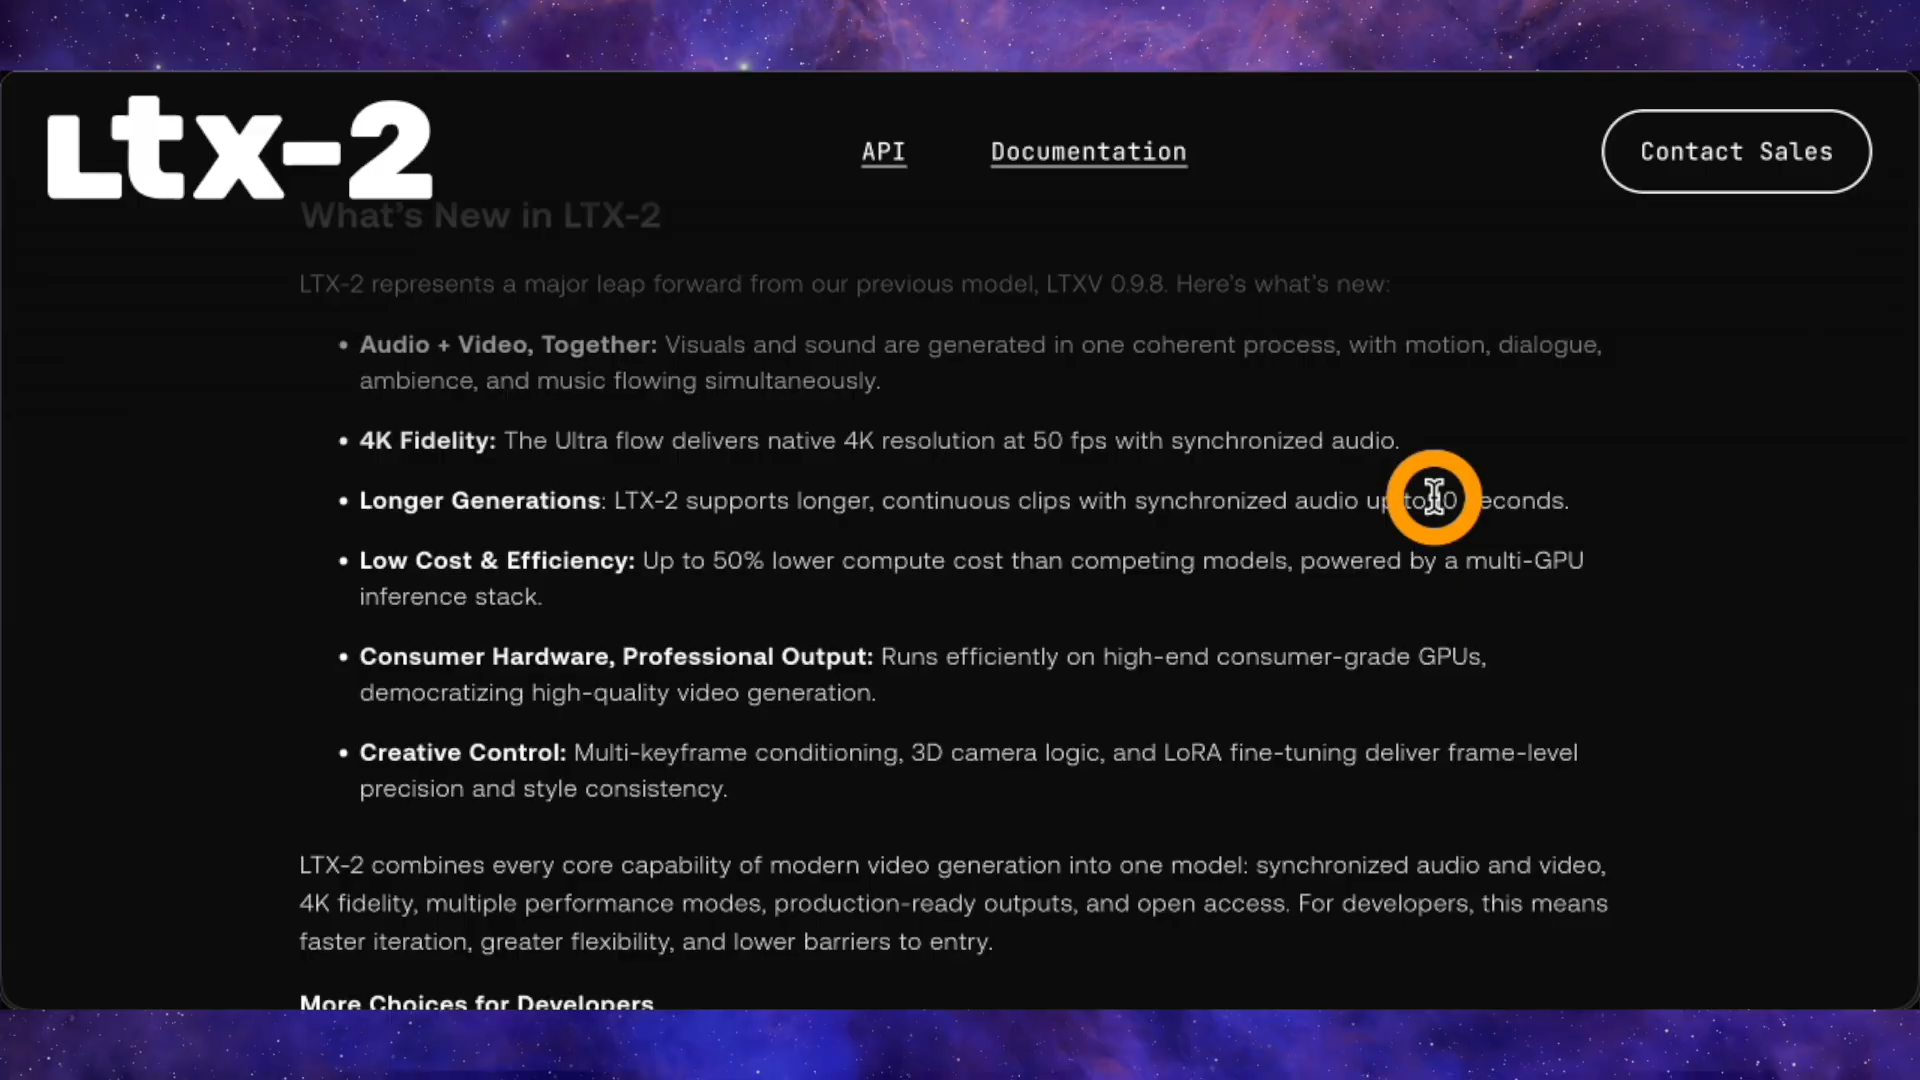 Ltx-2
API
Documentation
Contact Sales
What's New in LTX-2
LTX-2 represents a major leap forward from our previous model, LTXV 0.9.8. Here's what's new:
• Audio + Video, Together: Visuals and sound are generated in one coherent process, with motion, dialogue,
ambience, and music flowing simultaneously.
• 4K Fidelity: The Ultra flow delivers native 4K resolution at 50 fps with synchronized audio.
• Longer Generations: LTX-2 supports longer, continuous clips with synchronized audio up to seconds.
• Low Cost & Efficiency: Up to 50% lower compute cost than competing models, powered by a multi-GPU
inference stack.
• Consumer Hardware, Professional Output: Runs efficiently on high-end consumer-grade GPUs,
democratizing high-quality video generation.
• Creative Control: Multi-keyframe conditioning, 3D camera logic, and LoRA fine-tuning deliver frame-level
precision and style consistency.
LTX-2 combines every core capability of modern video generation into one model: synchronized audio and video,
4K fidelity, multiple performance modes, production-ready outputs, and open access. For developers, this means
faster iteration, greater flexibility, and lower barriers to entry.
More Choices for Developers